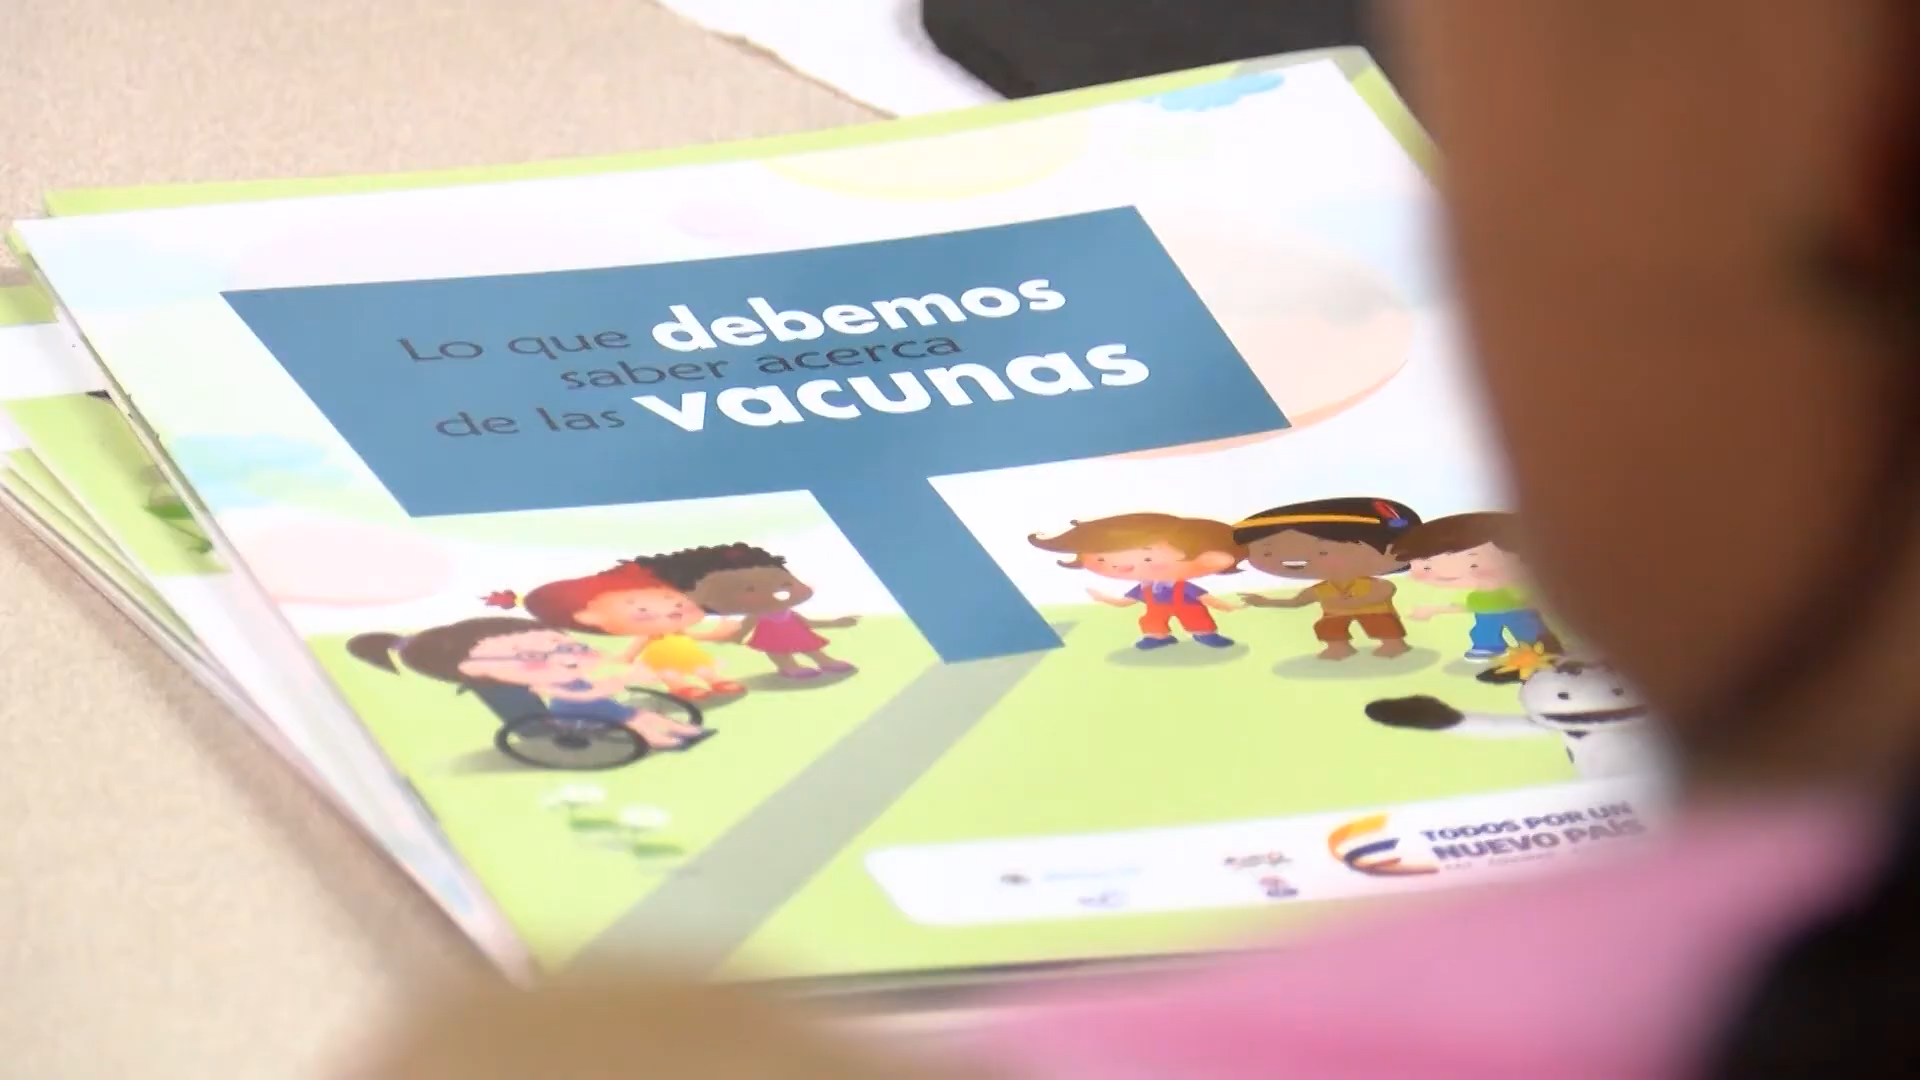 Lo que debemos
saber acerca
de las vacunas
TODOS POR UN
NUEVO PAÍS